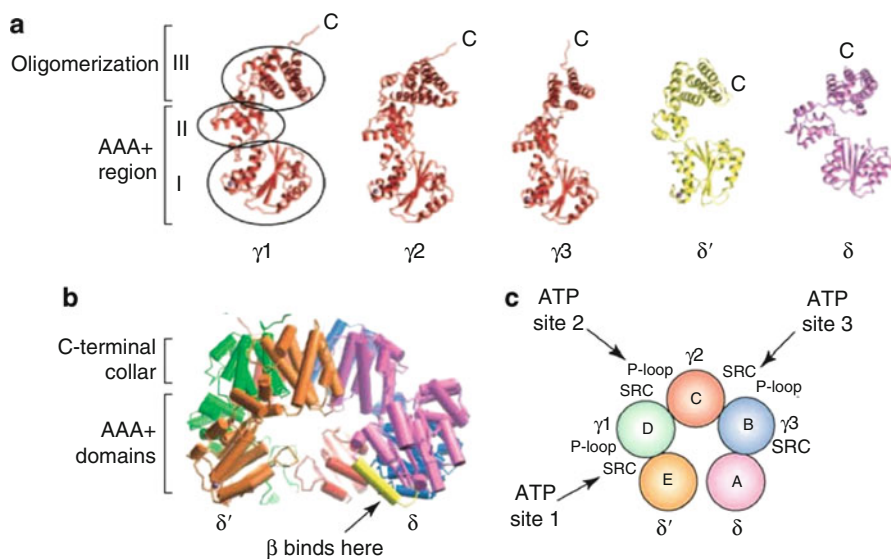 a
Oligomerization
III
AAA+
region
II
I
C
C
C
C
C
γ1
γ2
γ3
δ′
δ
b
C-terminal
collar
AAA+
domains
δ′
δ
β binds here
c
ATP
site 2
ATP
site 3
P-loop
γ2
SRC
SRC
P-loop
C
γ1
D
B
γ3
P-loop
SRC
SRC
E
A
ATP
site 1
δ′
δ